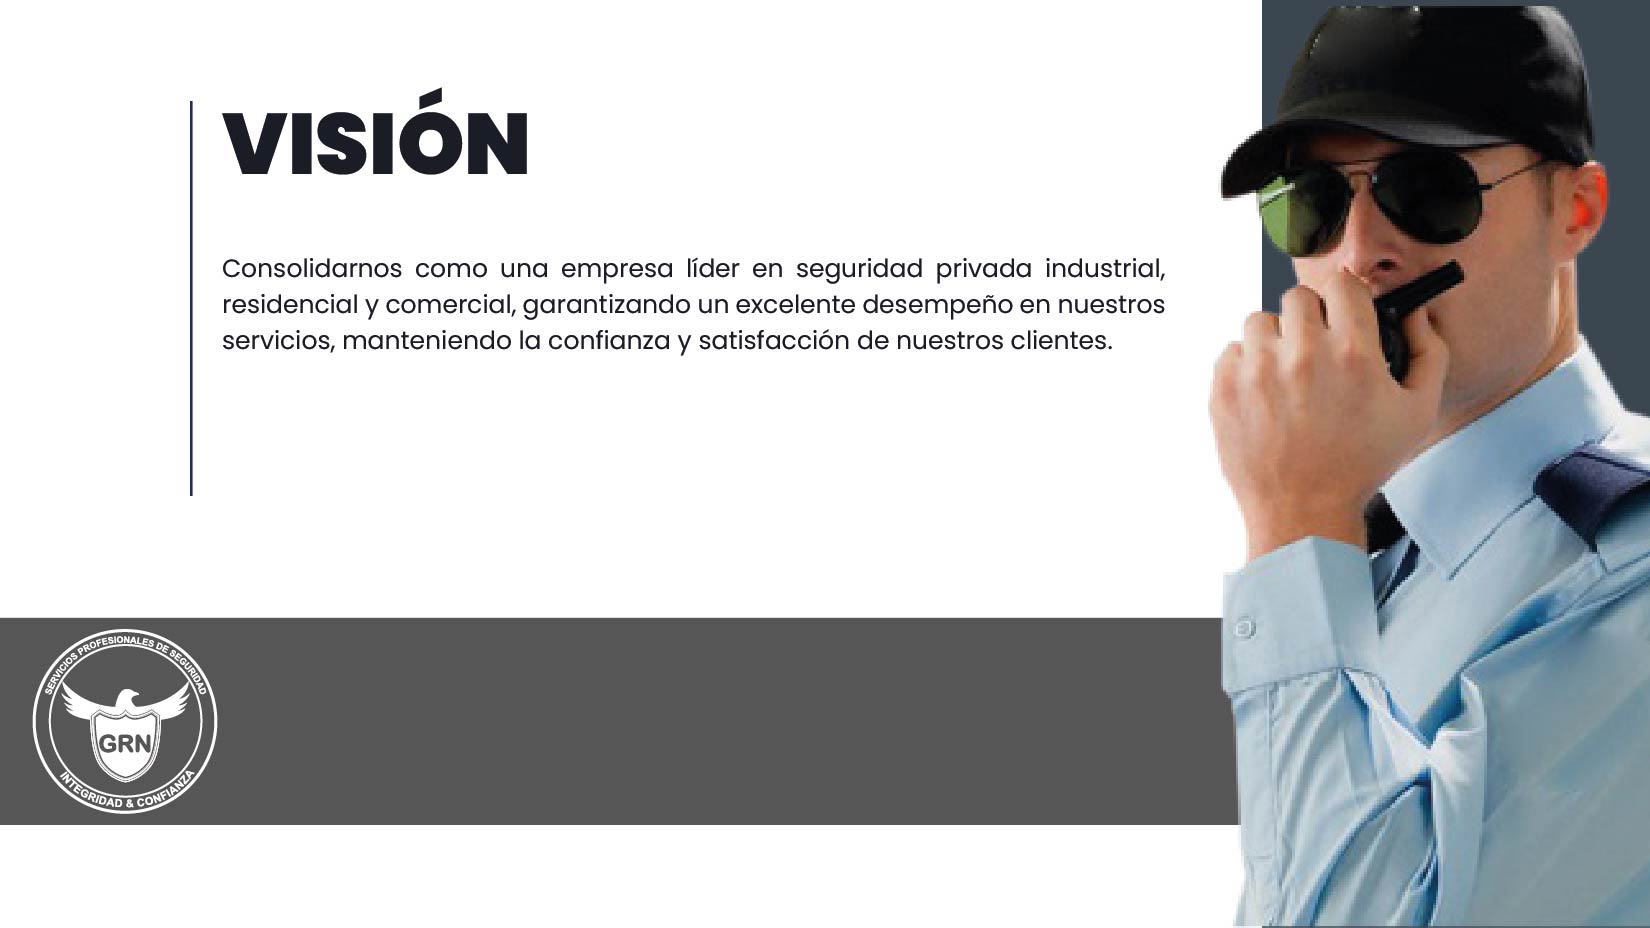 VISIÓN
Consolidarnos como una empresa líder en seguridad privada industrial,
residencial y comercial, garantizando un excelente desempeño en nuestros
servicios, manteniendo la confianza y satisfacción de nuestros clientes.
SERVICIOS PROFESIONALES DE SEGURIDAD
GRN
INTEGRIDAD & CONFIANZA